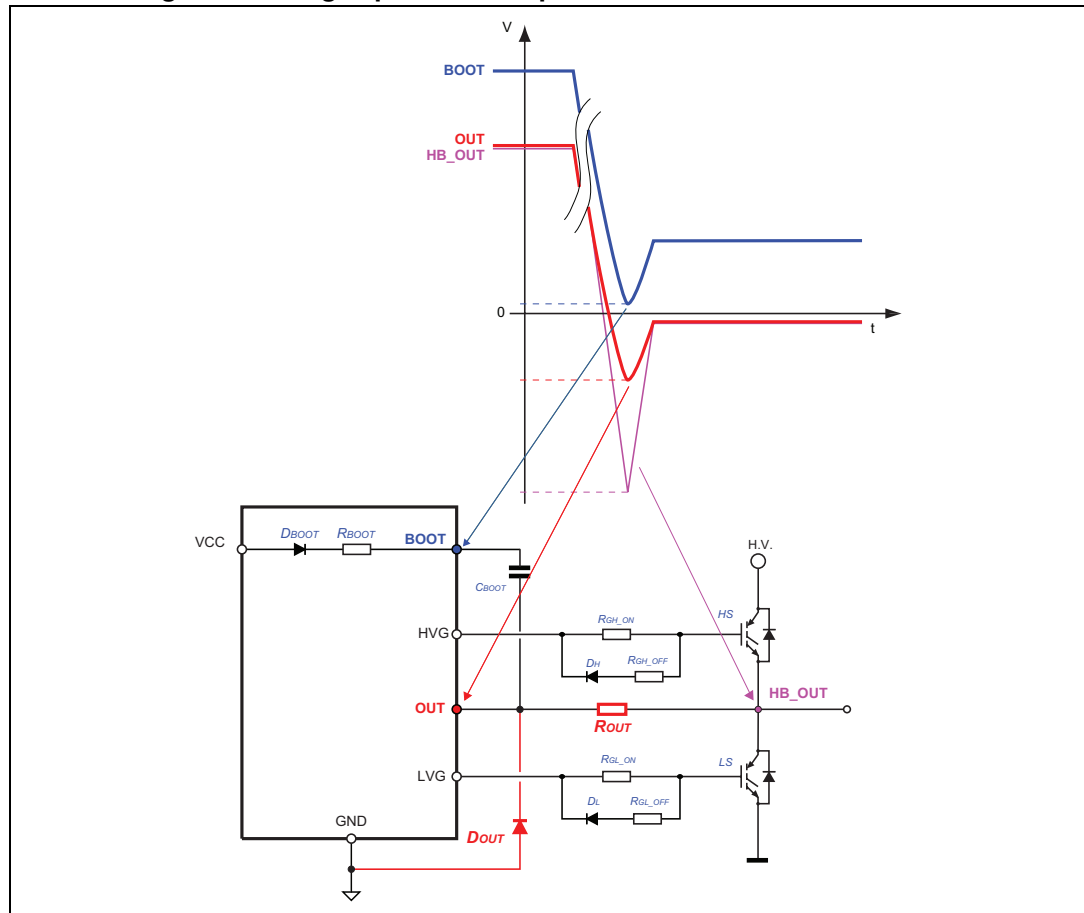 V
BOOT
OUT
HB_OUT
0
t
VCC
DBOOT
RBOOT
BOOT
CBOOT
H.V.
HVG
RGH_ON
HS
DH
RGH_OFF
HB_OUT
OUT
ROUT
LVG
RGL_ON
LS
DL
RGL_OFF
GND
DOUT